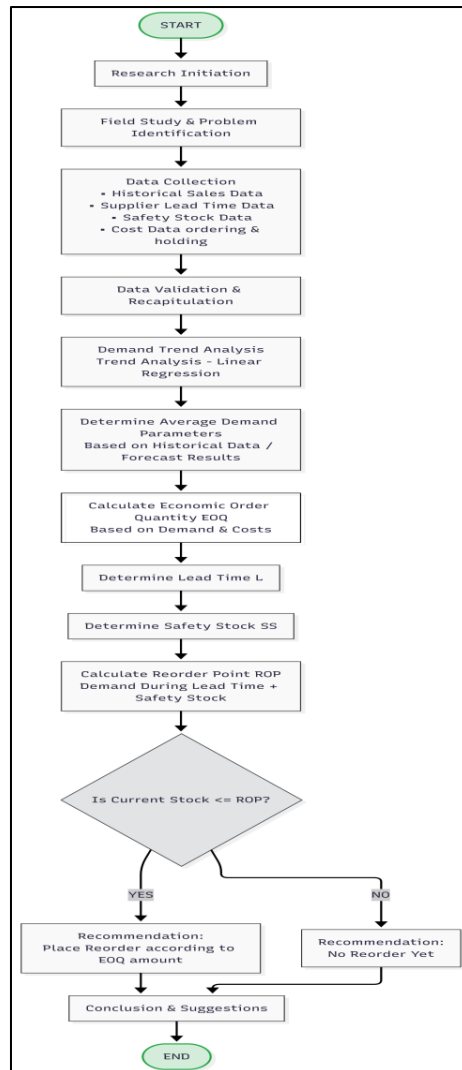 START
Research Initiation
Field Study & Problem
Identification
Data Collection
• Historical Sales Data
• Supplier Lead Time Data
• Safety Stock Data
• Cost Data ordering &
holding
Data Validation &
Recapitulation
Demand Trend Analysis
Trend Analysis - Linear
Regression
Determine Average Demand
Parameters
Based on Historical Data /
Forecast Results
Calculate Economic Order
Quantity EOQ
Based on Demand & Costs
Determine Lead Time L
Determine Safety Stock SS
Calculate Reorder Point ROP
Demand During Lead Time +
Safety Stock
Is Current Stock <= ROP?
YES
NO
Recommendation:
Place Reorder according to
EOQ amount
Recommendation:
No Reorder Yet
Conclusion & Suggestions
END